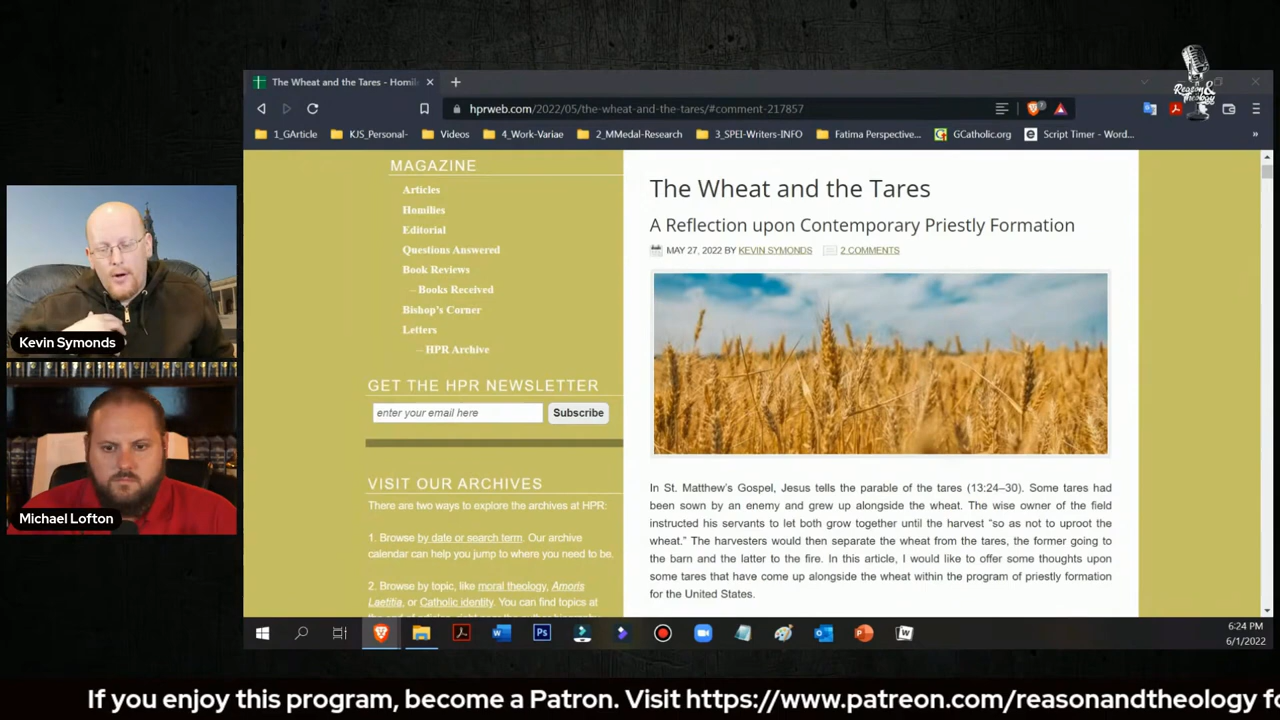 Reason &
Theology
The Wheat and the Tares - Homil
hprweb.com/2022/05/the-wheat-and-the-tares/#comment-217857
1_GArticle
KJS_Personal-
Videos
4_Work-Variae
2_MMedal-Research
3_SPEI-Writers-INFO
Fatima Perspective...
GCatholic.org
Script Timer - Word...
»
MAGAZINE
Articles
Homilies
Editorial
Questions Answered
Book Reviews
– Books Received
Bishop's Corner
Letters
– HPR Archive
GET THE HPR NEWSLETTER
enter your email here
Subscribe
VISIT OUR ARCHIVES
There are two ways to explore the archives at HPR:
1. Browse by date or search term. Our archive
calendar can help you jump to where you need to be.
2. Browse by topic, like moral theology, Amoris
Laetitia, or Catholic identity. You can find topics at
The Wheat and the Tares
A Reflection upon Contemporary Priestly Formation
MAY 27, 2022 BY KEVIN SYMONDS 2 COMMENTS
In St. Matthew's Gospel, Jesus tells the parable of the tares (13:24–30). Some tares had
been sown by an enemy and grew up alongside the wheat. The wise owner of the field
instructed his servants to let both grow together until the harvest “so as not to uproot the
wheat.” The harvesters would then separate the wheat from the tares, the former going to
the barn and the latter to the fire. In this article, I would like to offer some thoughts upon
some tares that have come up alongside the wheat within the program of priestly formation
for the United States.
Kevin Symonds
Michael Lofton
6:24 PM
6/1/2022
If you enjoy this program, become a Patron. Visit https://www.patreon.com/reasonandtheology fo